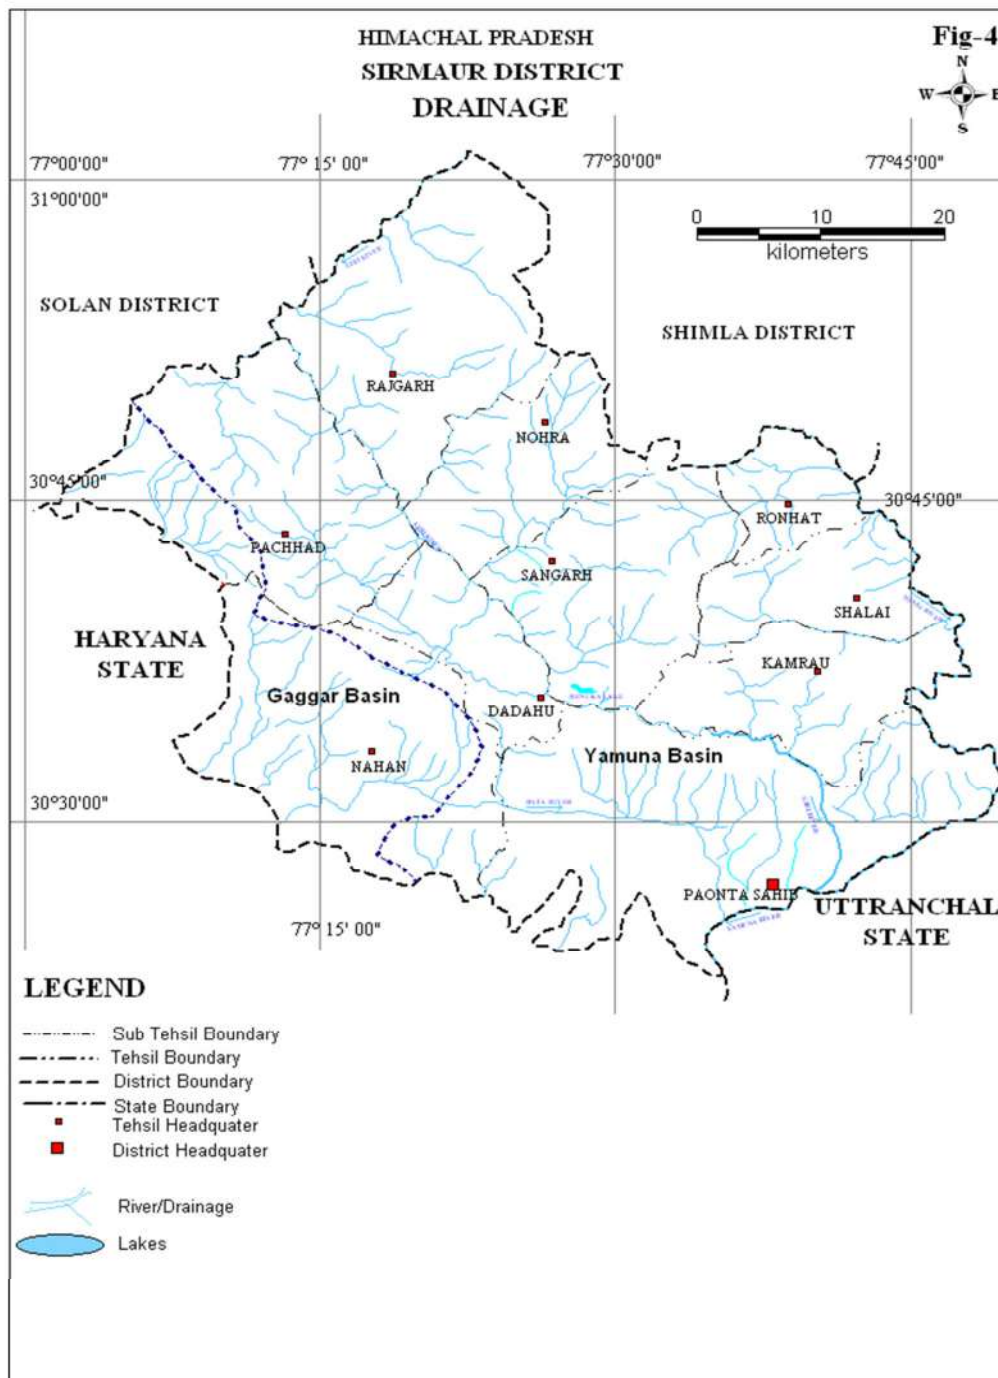 Fig-4
HIMACHAL PRADESH
SIRMAUR DISTRICT
DRAINAGE
N
W
E
S
77°00'00"
77° 15' 00"
77°30'00"
77°45'00"
31°00'00"
0
10
20
kilometers
SOLAN DISTRICT
SHIMLA DISTRICT
RAJGARH
NOHRA
30°45'00"
30°45'00"
RONHAT
PACHHAD
SANGARH
SHALAI
HARYANA
STATE
KAMRAU
Gaggar Basin
DADAHU
Yamuna Basin
NAHAN
30°30'00"
BATA RIVER
PAONTA SAHIB
UTTRANCHAL
STATE
YAMUNA RIVER
77°15' 00"
LEGEND
Sub Tehsil Boundary
Tehsil Boundary
District Boundary
State Boundary
Tehsil Headquater
District Headquater
River/Drainage
Lakes